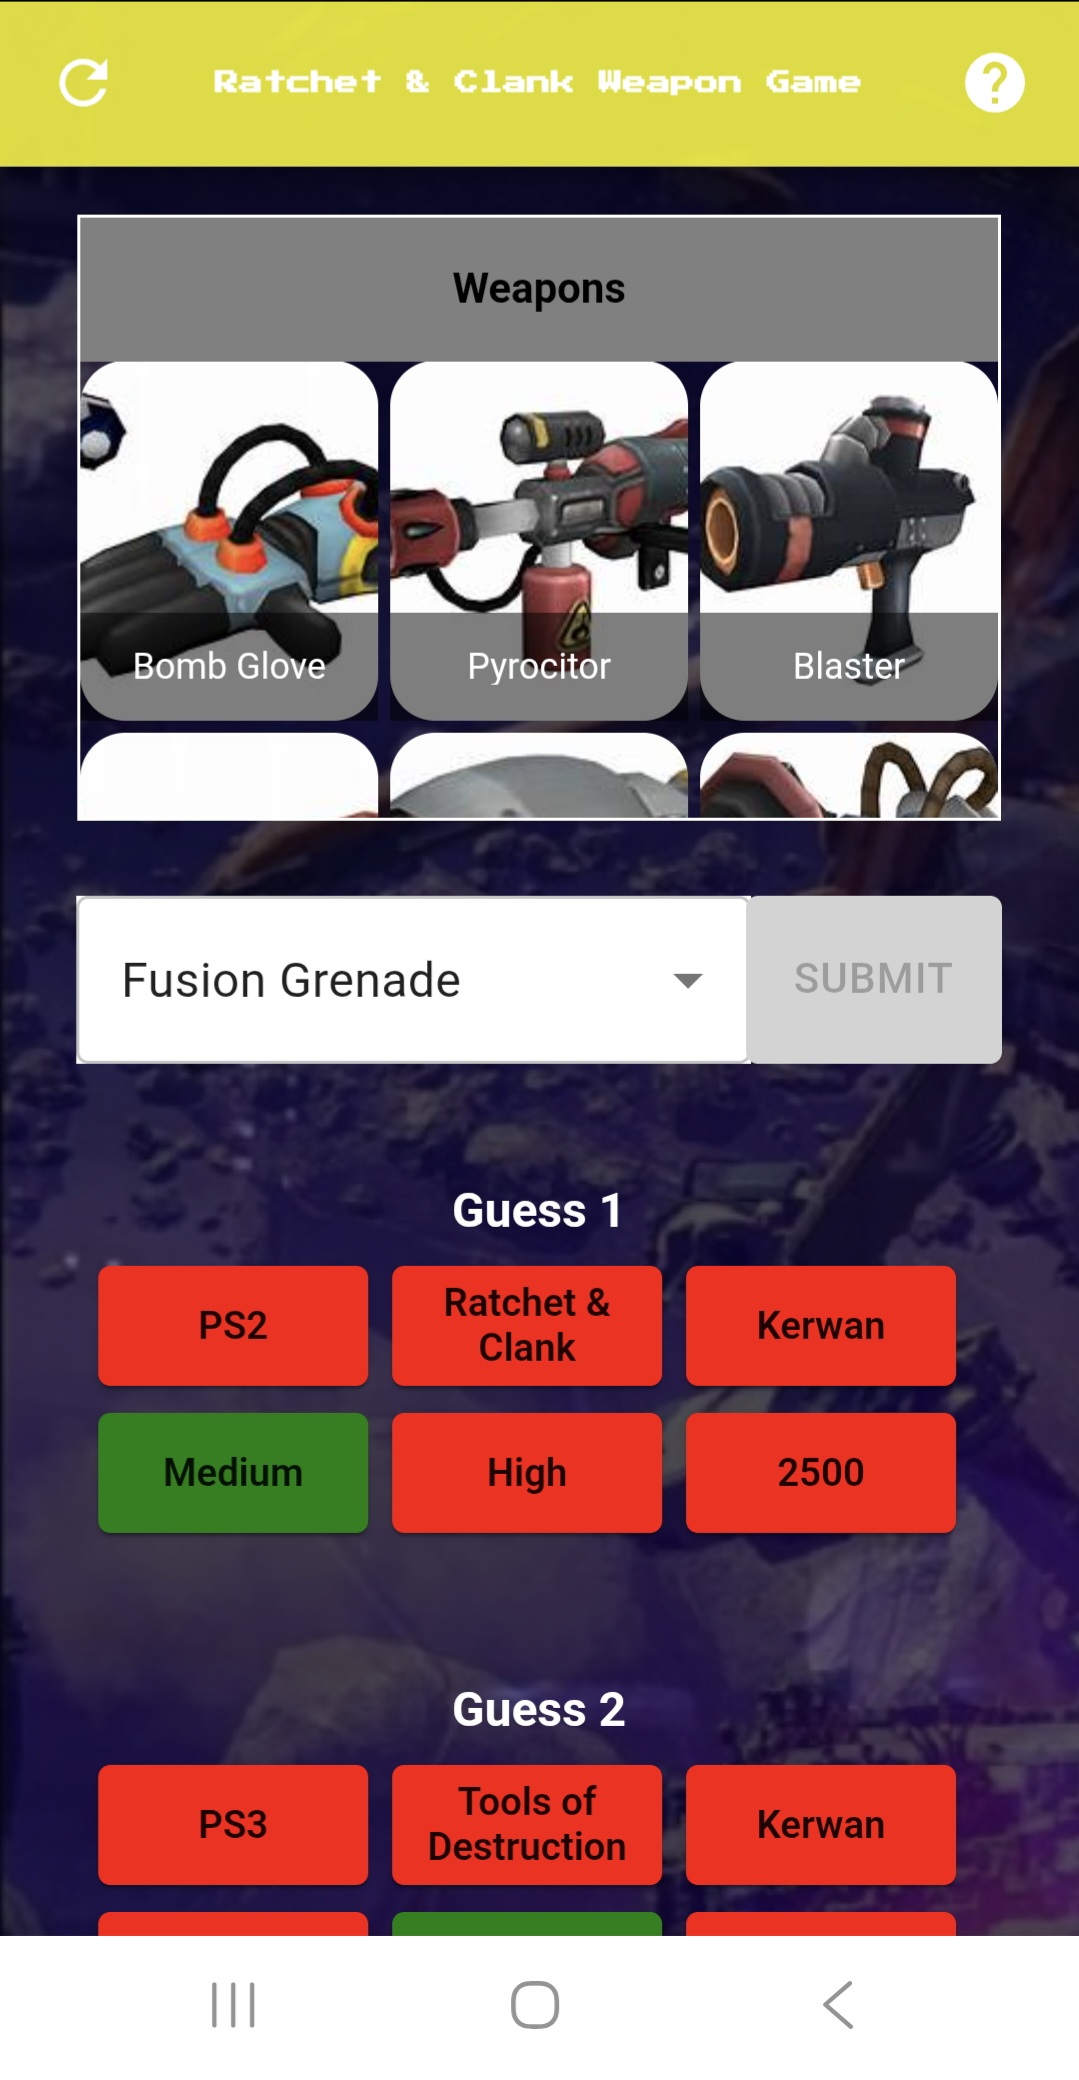 Ratchet & Clank Weapon Game
Weapons
Bomb Glove
Pyrocitor
Blaster
Fusion Grenade
SUBMIT
Guess 1
PS2
Ratchet &
Clank
Kerwan
Medium
High
2500
Guess 2
PS3
Tools of
Destruction
Kerwan